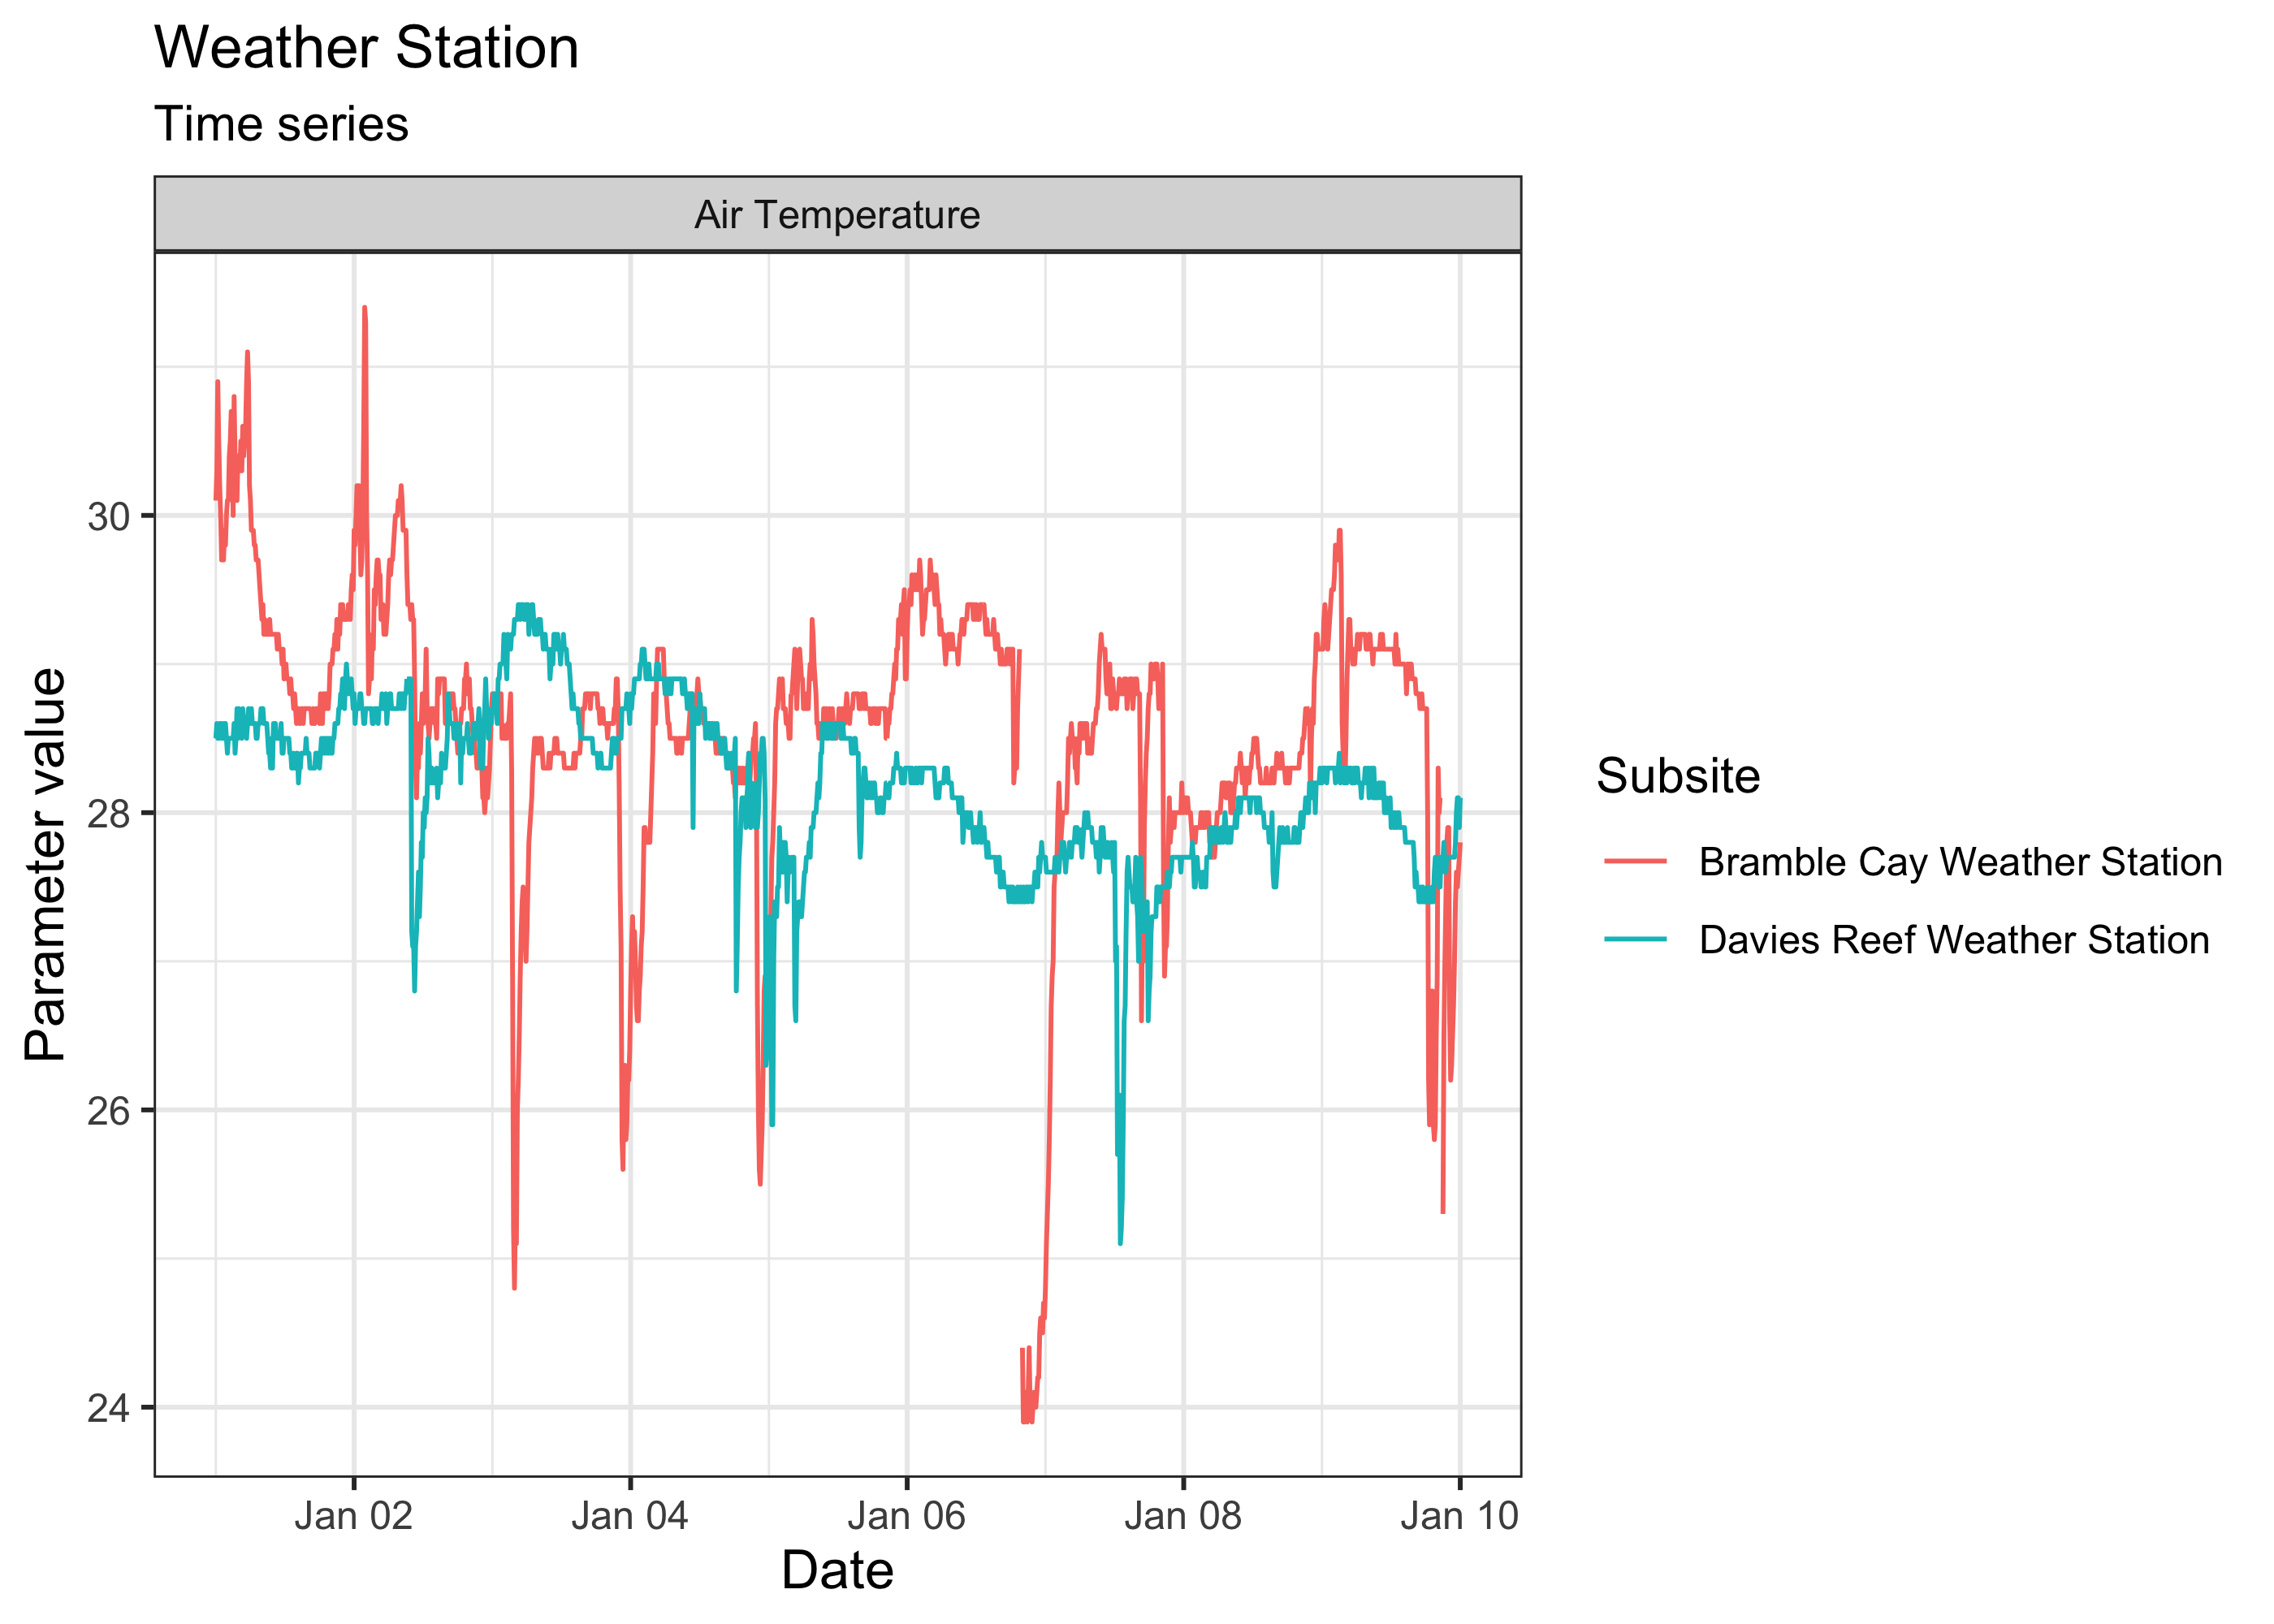 Weather Station
Time series
Air Temperature
Parameter value
30
28
26
24
Jan 02
Jan 04
Jan 06
Jan 08
Jan 10
Date
Subsite
Bramble Cay Weather Station
Davies Reef Weather Station